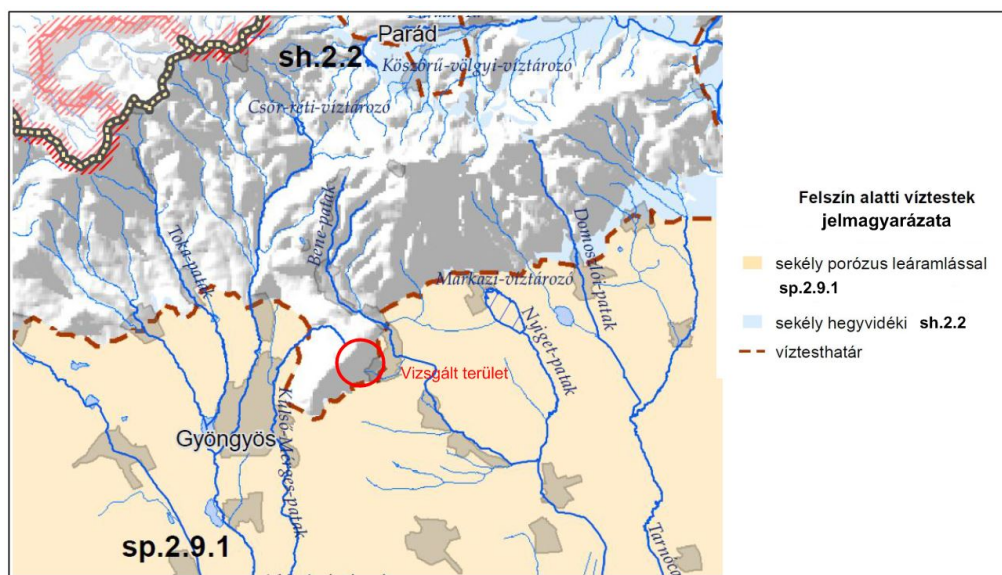 Parád
sh.2.2
Köszörű-völgyi-víztározó
Csór-réti-víztározó
Toka-patak
Bene-patak
Markazi-víztározó
Domoszlói-patak
Nyiget-patak
Vizsgált terület
Gyöngyös
Külső-Mérges-patak
sp.2.9.1
Tarnóca
Felszín alatti víztestek
jelmagyarázata
sekély porózus leáramlással
sp.2.9.1
sekély hegyvidéki sh.2.2
víztesthatár